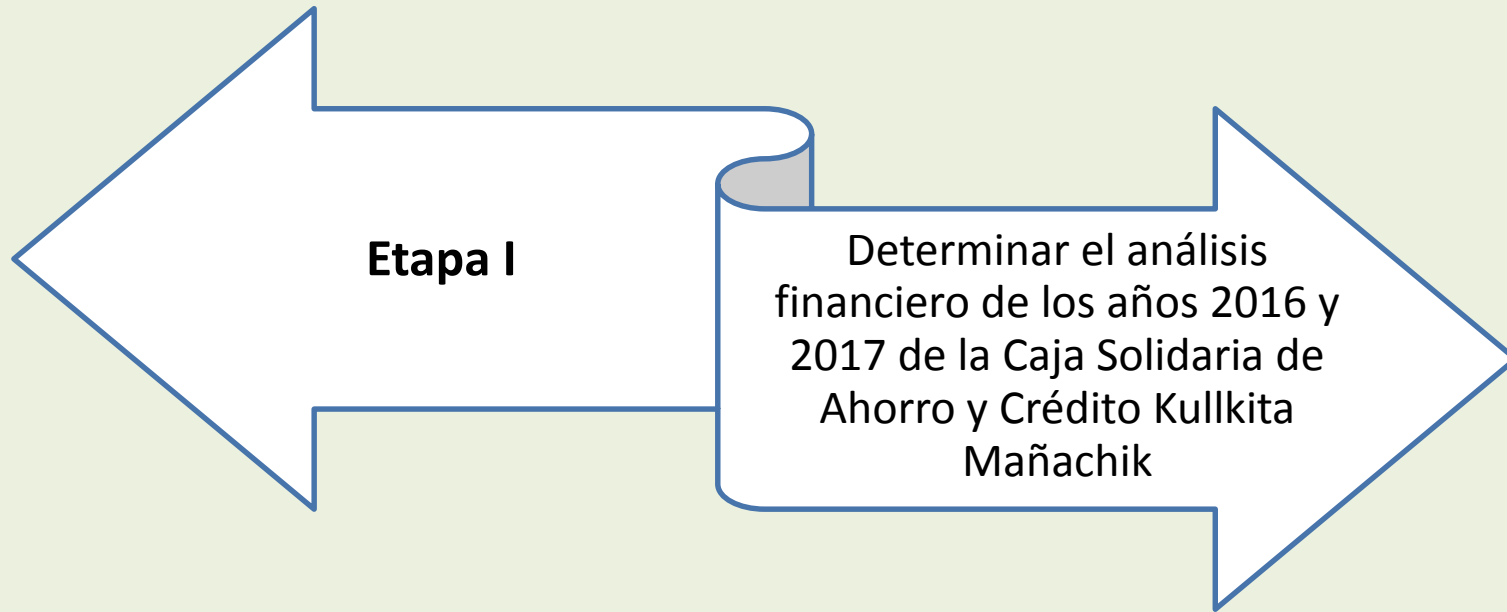 Etapa I
Determinar el análisis
financiero de los años 2016 y
2017 de la Caja Solidaria de
Ahorro y Crédito Kullkita
Mañachik